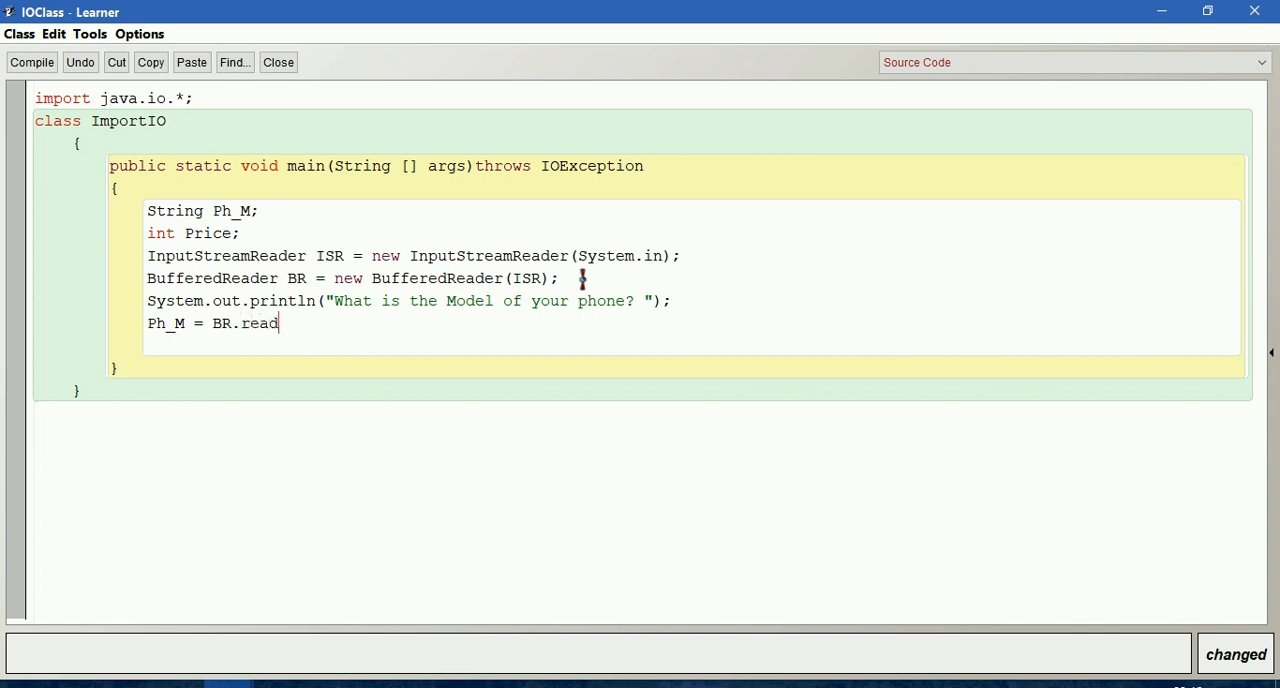 IOClass - Learner
Class Edit Tools Options
Compile Undo Cut Copy Paste Find... Close Source Code
import java.io.*;
class ImportIO
{
public static void main(String [] args)throws IOException
{
String Ph_M;
int Price;
InputStreamReader ISR = new InputStreamReader(System.in);
BufferedReader BR = new BufferedReader(ISR);
System.out.println("What is the Model of your phone? ");
Ph_M = BR.read
}
}
changed